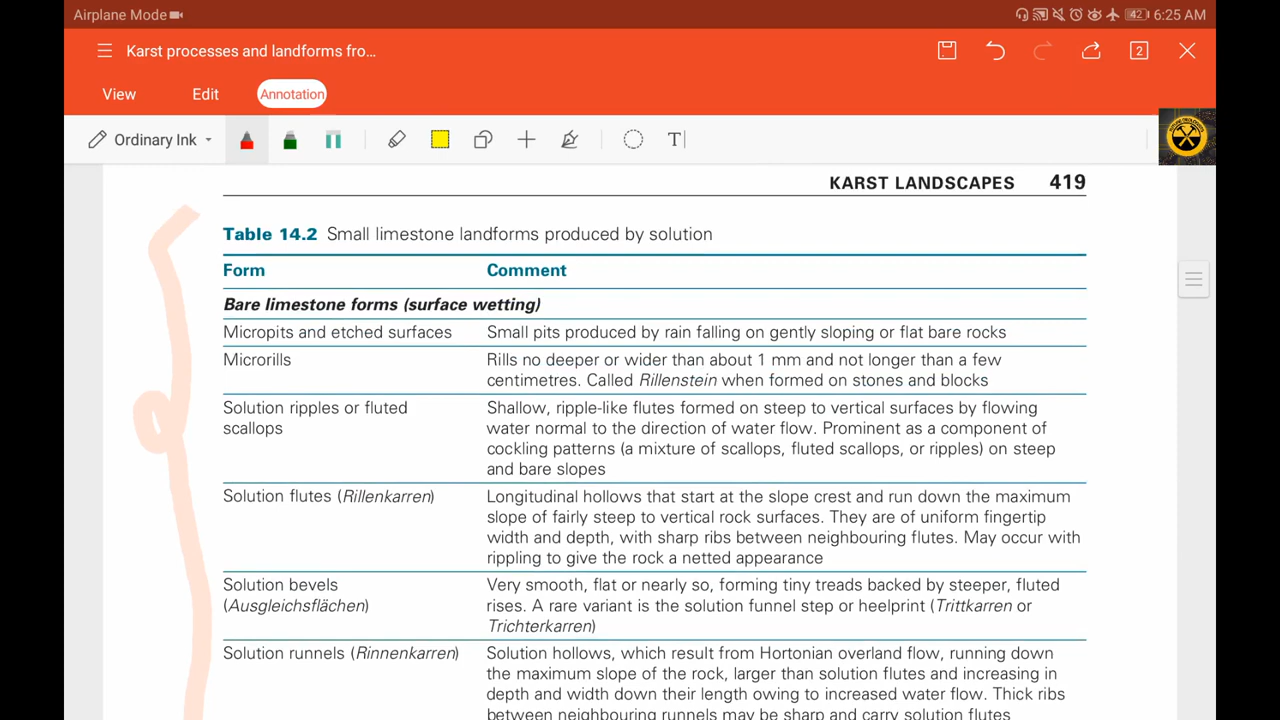 Airplane Mode
42 6:25 AM
Karst processes and landforms fro...
2
View Edit Annotation
Ordinary Ink
T
KARST LANDSCAPES 419
Table 14.2 Small limestone landforms produced by solution
Form Comment
Bare limestone forms (surface wetting)
Micropits and etched surfaces Small pits produced by rain falling on gently sloping or flat bare rocks
Microrills Rills no deeper or wider than about 1 mm and not longer than a few
centimetres. Called Rillenstein when formed on stones and blocks
Solution ripples or fluted Shallow, ripple-like flutes formed on steep to vertical surfaces by flowing
scallops water normal to the direction of water flow. Prominent as a component of
cockling patterns (a mixture of scallops, fluted scallops, or ripples) on steep
and bare slopes
Solution flutes (Rillenkarren) Longitudinal hollows that start at the slope crest and run down the maximum
slope of fairly steep to vertical rock surfaces. They are of uniform fingertip
width and depth, with sharp ribs between neighbouring flutes. May occur with
rippling to give the rock a netted appearance
Solution bevels Very smooth, flat or nearly so, forming tiny treads backed by steeper, fluted
(Ausgleichsflächen) rises. A rare variant is the solution funnel step or heelprint (Trittkarren or
Trichterkarren)
Solution runnels (Rinnenkarren) Solution hollows, which result from Hortonian overland flow, running down
the maximum slope of the rock, larger than solution flutes and increasing in
depth and width down their length owing to increased water flow. Thick ribs
between neighbouring runnels may be sharp and carry solution flutes